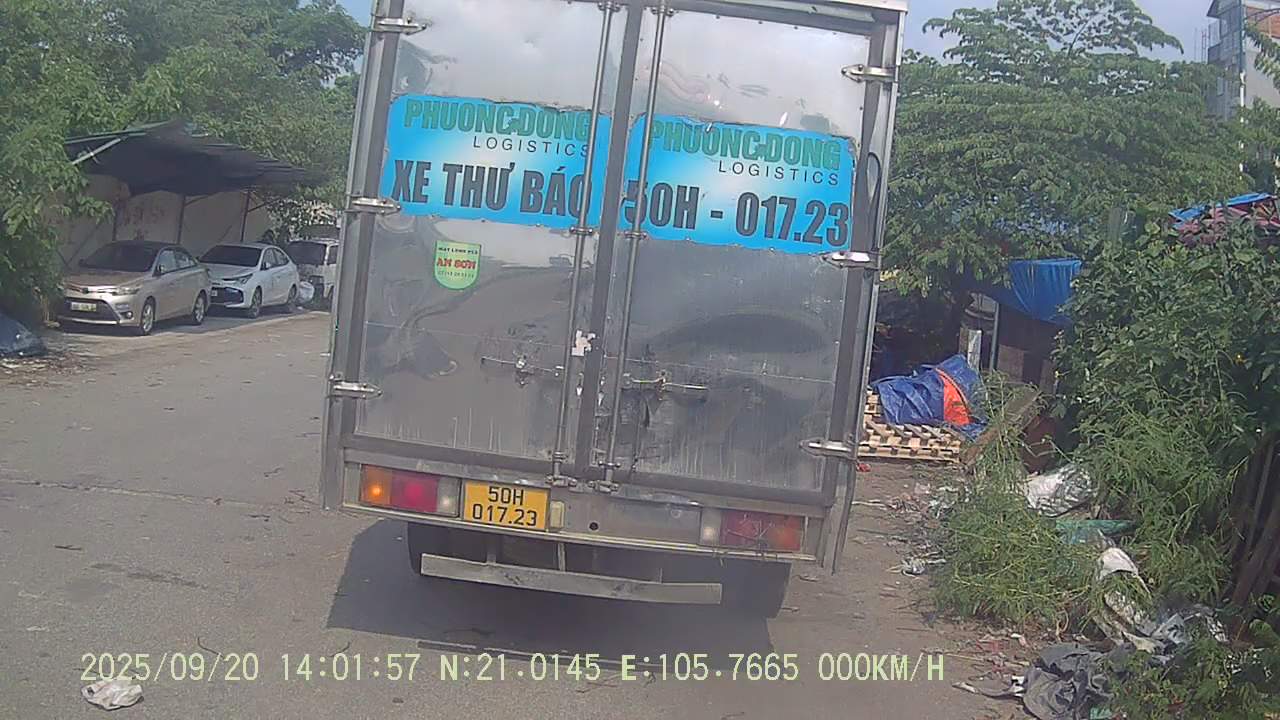 PHUONG DONG
LOGISTICS
XE THƯ BÁO
PHUONG DONG
LOGISTICS
50H - 017.23
AN SƠN
50H
017.23
2025/09/20 14:01:57 N:21.0145 E:105.7665 000KM/H